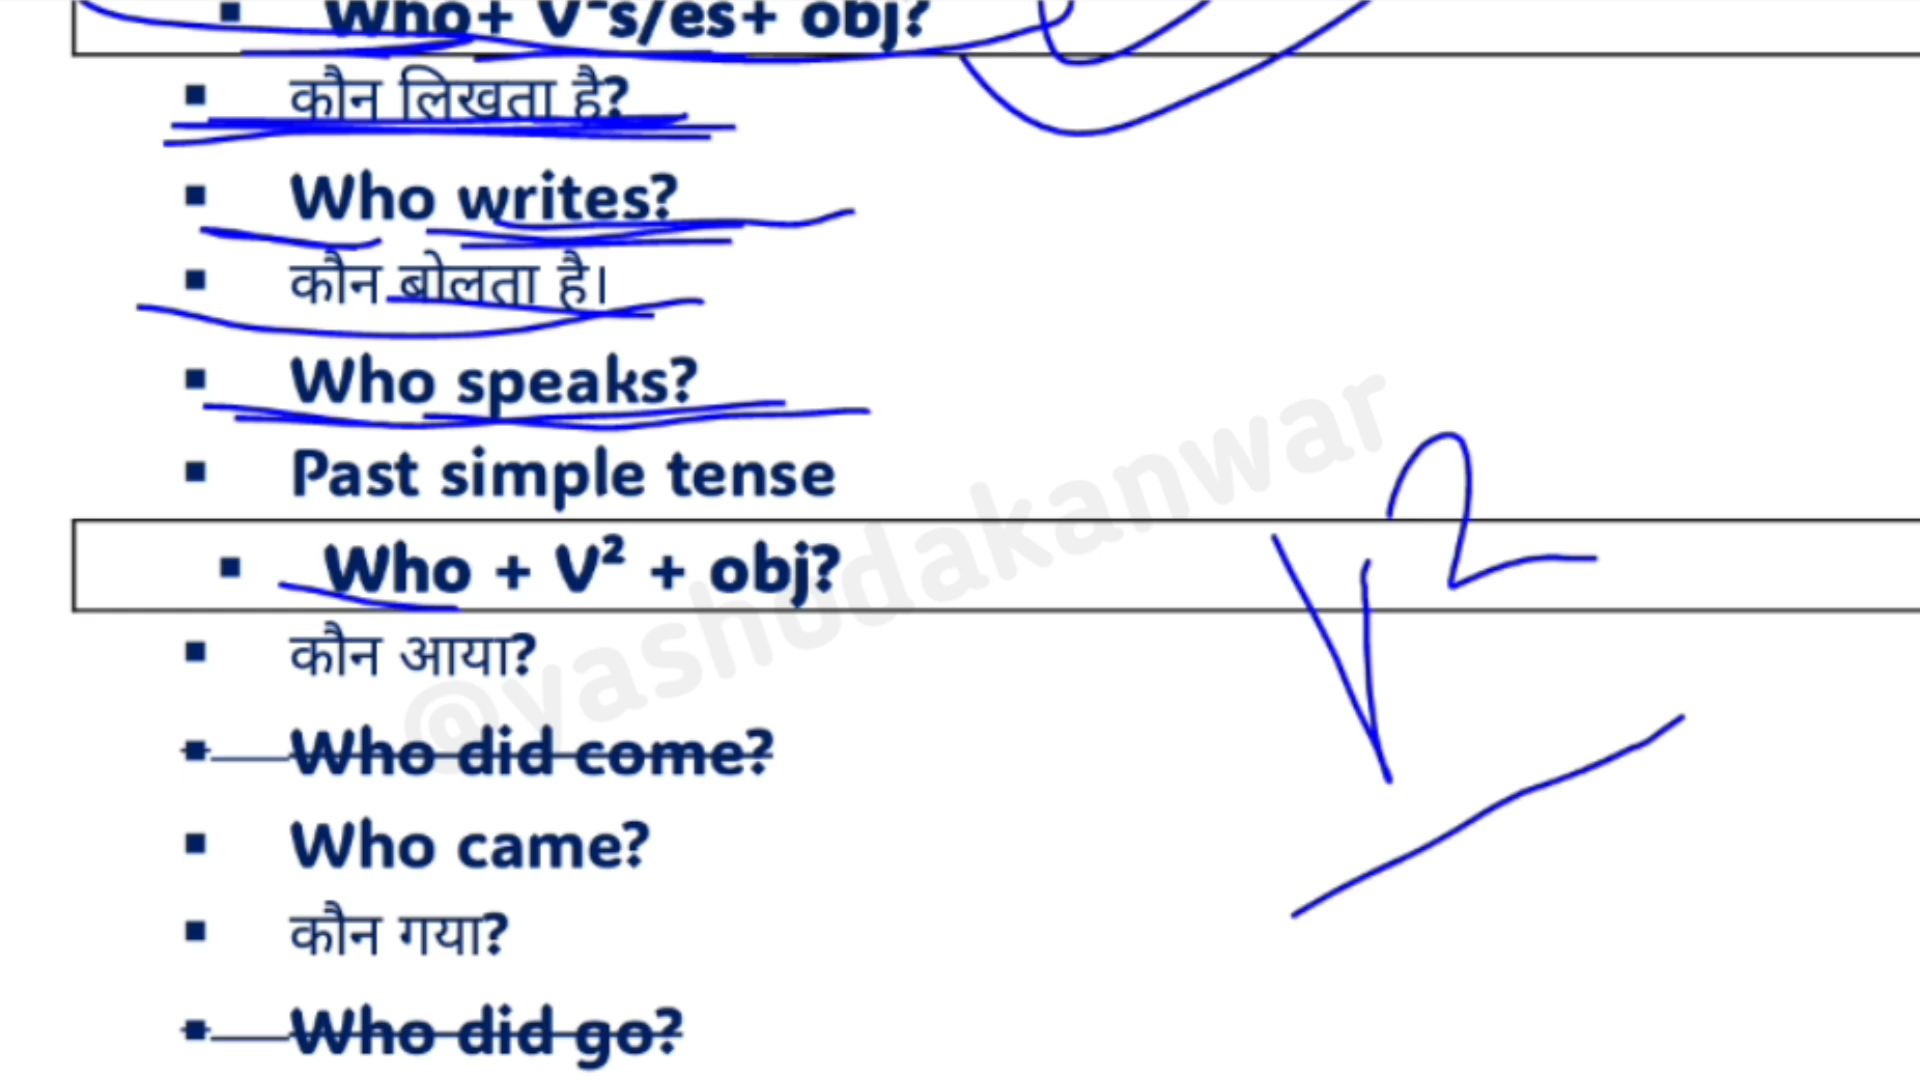 Who+ V¹s/es+ obj?
कौन लिखता है?
Who writes?
कौन बोलता है।
Who speaks?
Past simple tense
Who + V² + obj?
V2
कौन आया?
Who did come?
Who came?
कौन गया?
Who did go?
@yashodakanwar